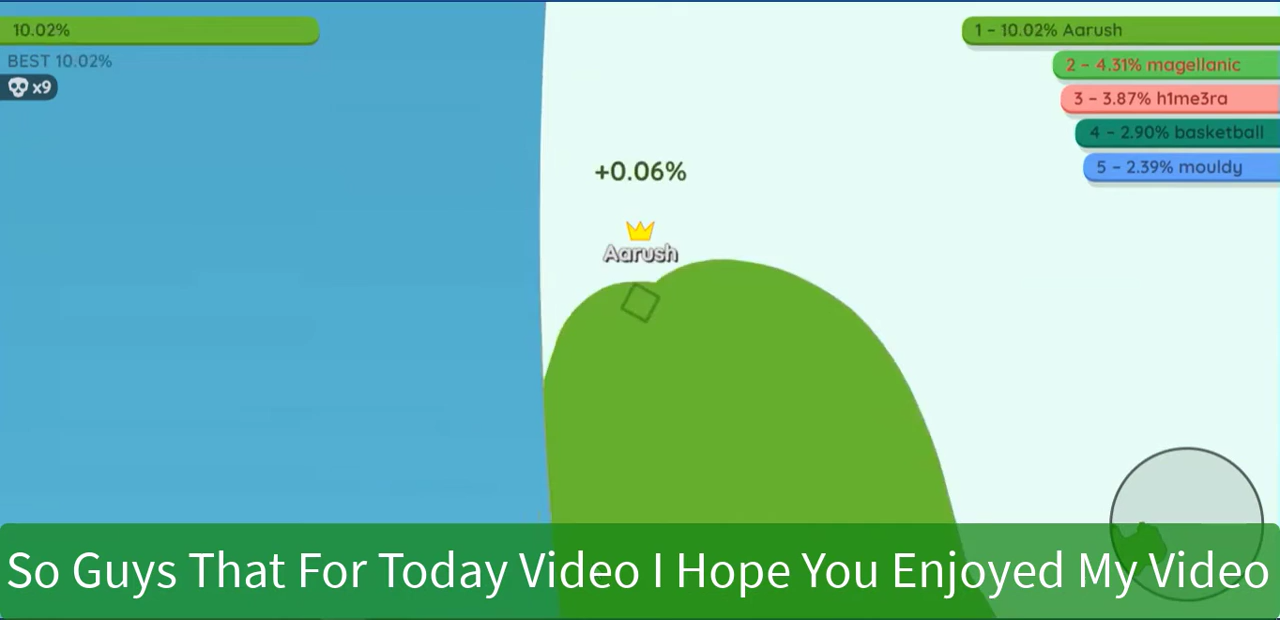 10.02%
BEST 10.02%
x9
1 - 10.02% Aarush
2 - 4.31% magellanic
3 - 3.87% h1me3ra
4 - 2.90% basketball
5 - 2.39% mouldy
+0.06%
Aarush
So Guys That For Today Video I Hope You Enjoyed My Video